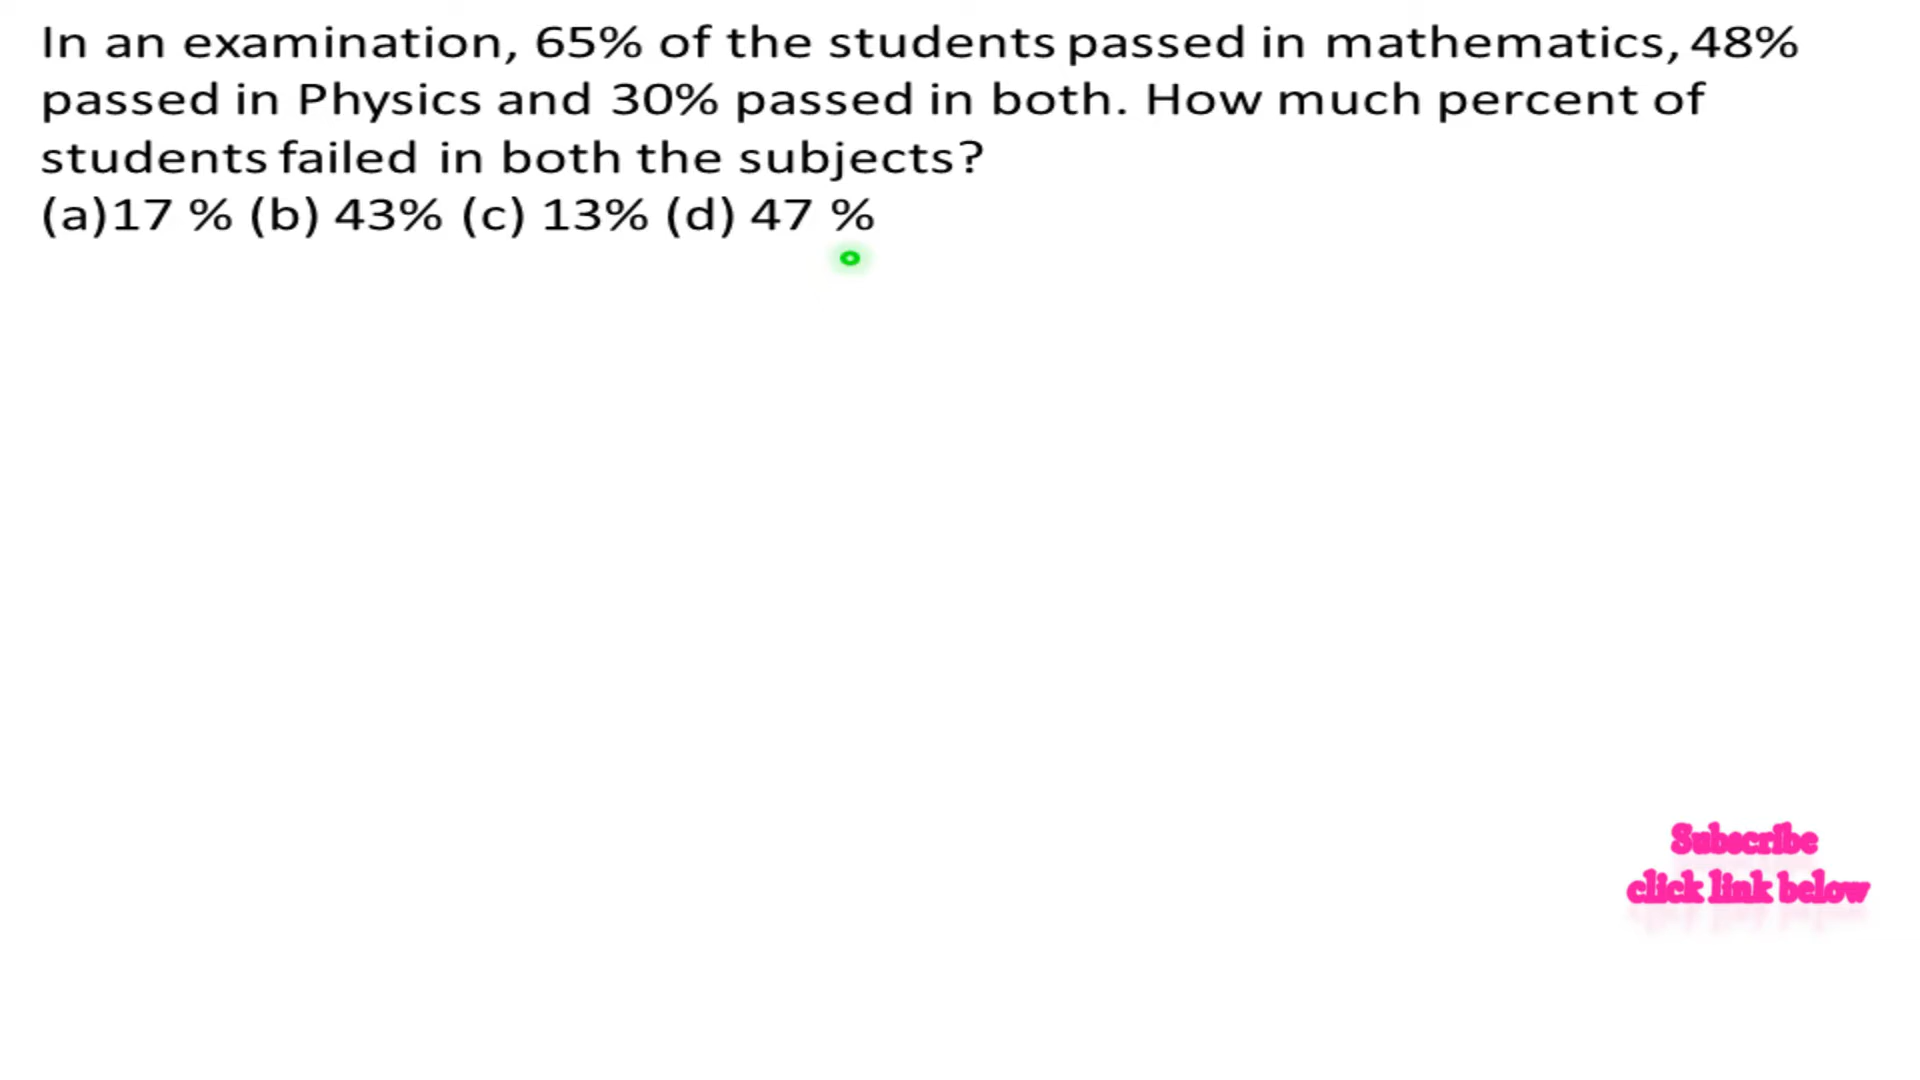 In an examination, 65% of the students passed in mathematics, 48%
passed in Physics and 30% passed in both. How much percent of
students failed in both the subjects?
(a)17 % (b) 43% (c) 13% (d) 47 %
Subscribe
click link below